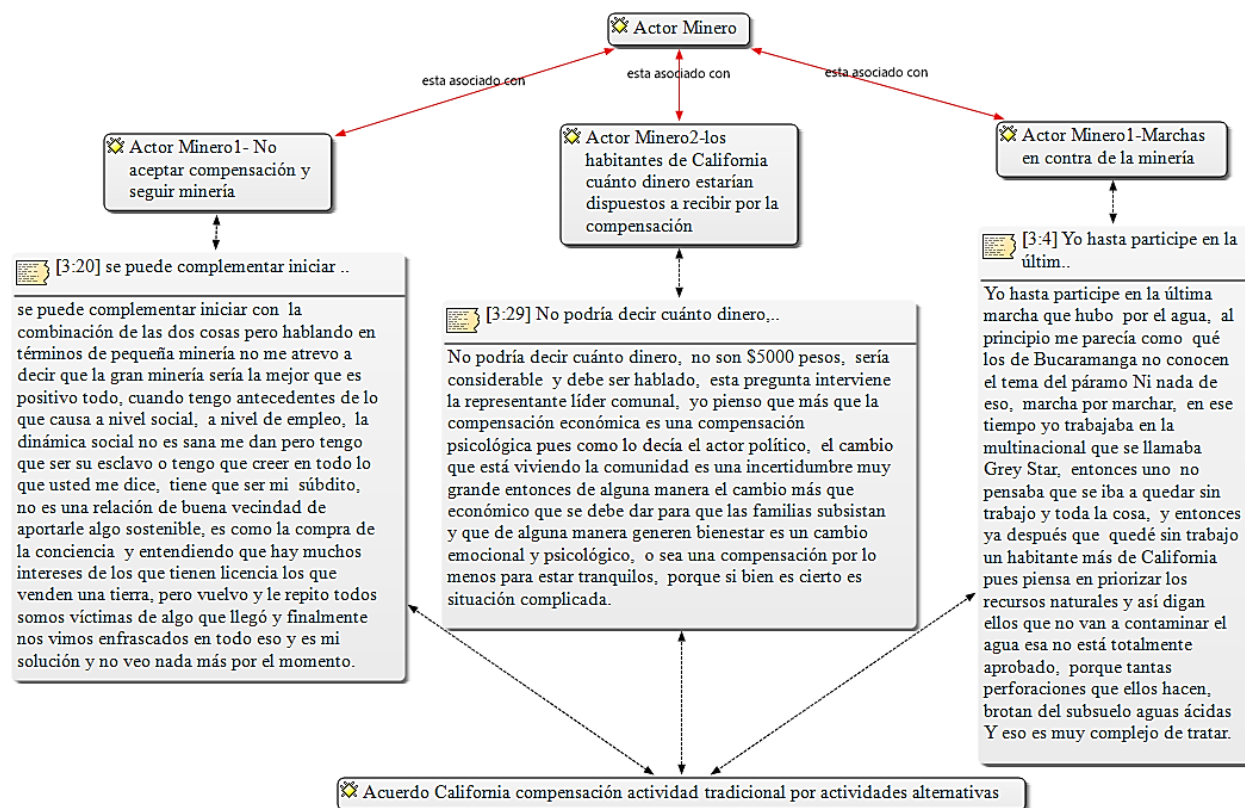 Actor Minero
esta asociado con
esta asociado con
esta asociado con
Actor Minero1- No
aceptar compensación y
seguir minería
Actor Minero2-los
habitantes de California
cuánto dinero estarían
dispuestos a recibir por la
compensación
Actor Minero1-Marchas
en contra de la minería
[3:20] se puede complementar iniciar ..
se puede complementar iniciar con la
combinación de las dos cosas pero hablando en
términos de pequeña minería no me atrevo a
decir que la gran minería sería la mejor que es
positivo todo, cuando tengo antecedentes de lo
que causa a nivel social, a nivel de empleo, la
dinámica social no es sana me dan pero tengo
que ser su esclavo o tengo que creer en todo lo
que usted me dice, tiene que ser mi súbdito,
no es una relación de buena vecindad de
aportarle algo sostenible, es como la compra de
la conciencia y entendiendo que hay muchos
intereses de los que tienen licencia los que
venden una tierra, pero vuelvo y le repito todos
somos víctimas de algo que llegó y finalmente
nos vimos enfrascados en todo eso y es mi
solución y no veo nada más por el momento.
[3:29] No podría decir cuánto dinero,..
No podría decir cuánto dinero, no son $5000 pesos, sería
considerable y debe ser hablado, esta pregunta interviene
la representante líder comunal, yo pienso que más que la
compensación económica es una compensación
psicológica pues como lo decía el actor político, el cambio
que está viviendo la comunidad es una incertidumbre muy
grande entonces de alguna manera el cambio más que
económico que se debe dar para que las familias subsistan
y que de alguna manera generen bienestar es un cambio
emocional y psicológico, o sea una compensación por lo
menos para estar tranquilos, porque si bien es cierto es
situación complicada.
[3:4] Yo hasta participe en la
últim..
Yo hasta participe en la última
marcha que hubo por el agua, al
principio me parecía como qué
los de Bucaramanga no conocen
el tema del páramo Ni nada de
eso, marcha por marchar, en ese
tiempo yo trabajaba en la
multinacional que se llamaba
Grey Star, entonces uno no
pensaba que se iba a quedar sin
trabajo y toda la cosa, y entonces
ya después que quedé sin trabajo
un habitante más de California
pues piensa en priorizar los
recursos naturales y así digan
ellos que no van a contaminar el
agua esa no está totalmente
aprobado, porque tantas
perforaciones que ellos hacen,
brotan del subsuelo aguas ácidas
Y eso es muy complejo de tratar.
Acuerdo California compensación actividad tradicional por actividades alternativas